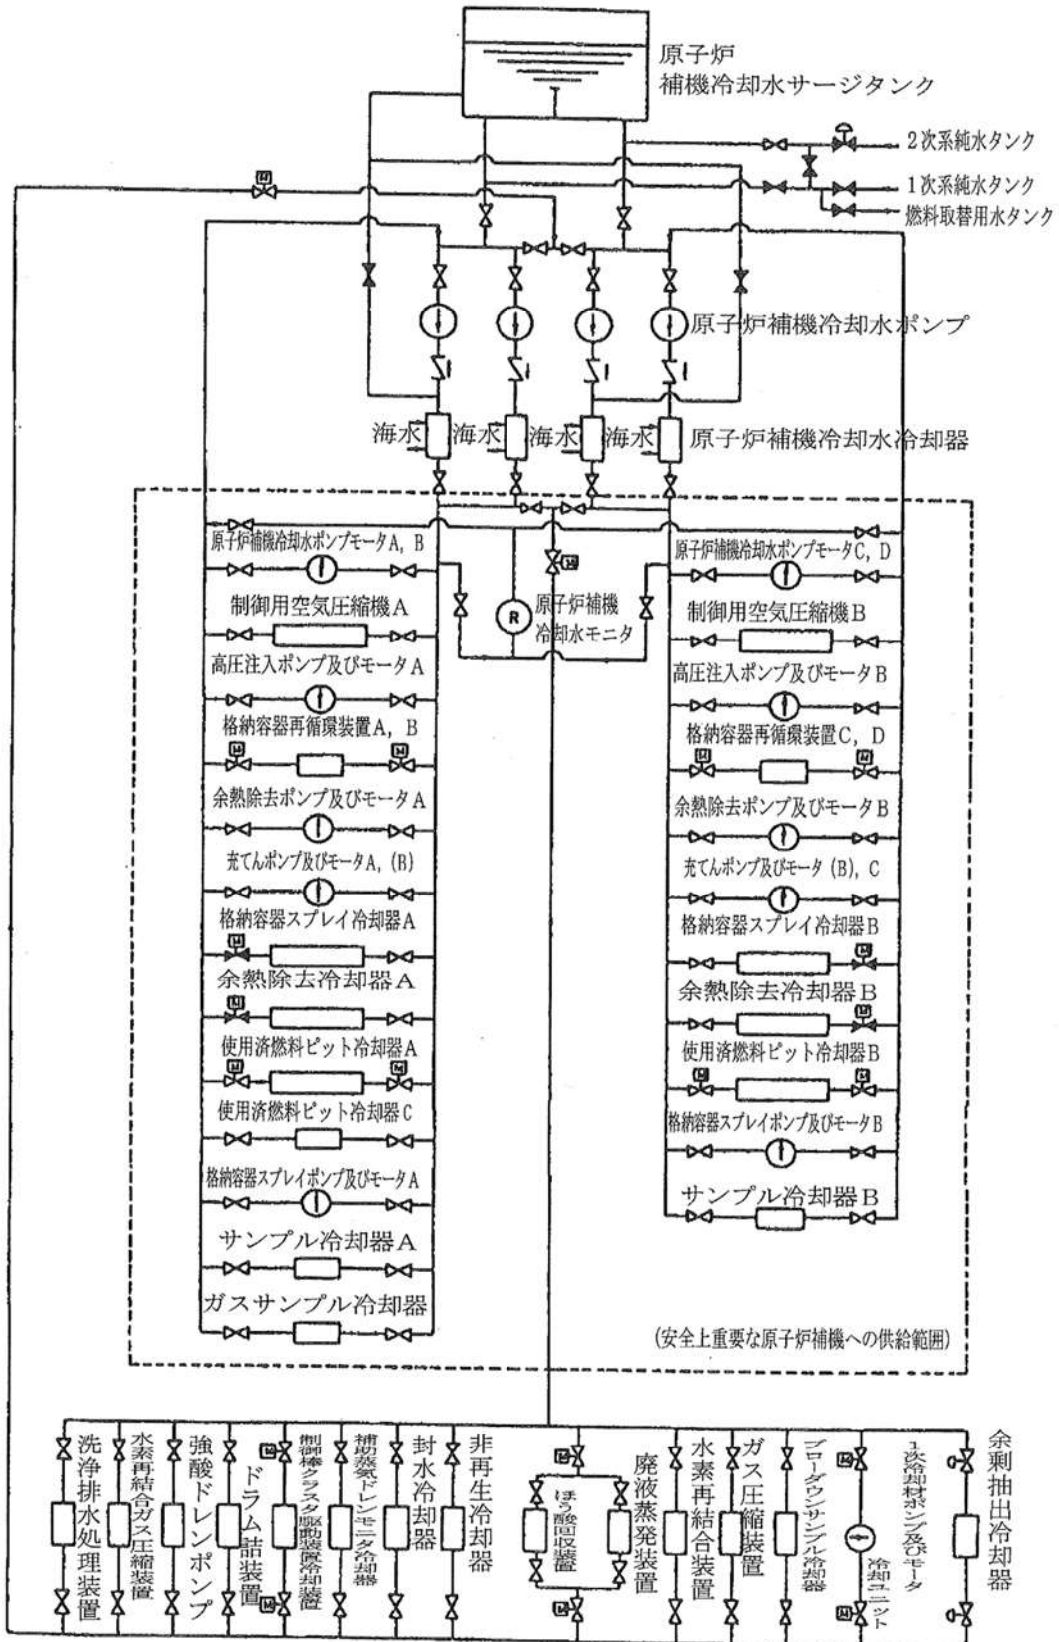 原子炉
補機冷却水サージタンク
2次系純水タンク
1次系純水タンク
燃料取替用水タンク
原子炉補機冷却水ポンプ
海水
海水
海水
海水
原子炉補機冷却水冷却器
原子炉補機冷却水ポンプモータA, B
制御用空気圧縮機A
高圧注入ポンプ及びモータA
格納容器再循環装置A, B
余熱除去ポンプ及びモータA
充てんポンプ及びモータA, (B)
格納容器スプレイ冷却器A
余熱除去冷却器A
使用済燃料ピット冷却器A
使用済燃料ピット冷却器C
格納容器スプレイポンプ及びモータA
サンプル冷却器A
ガスサンプル冷却器
R
原子炉補機
冷却水モニタ
原子炉補機冷却水ポンプモータC, D
制御用空気圧縮機B
高圧注入ポンプ及びモータB
格納容器再循環装置C, D
余熱除去ポンプ及びモータB
充てんポンプ及びモータ (B), C
格納容器スプレイ冷却器B
余熱除去冷却器B
使用済燃料ピット冷却器B
格納容器スプレイポンプ及びモータB
サンプル冷却器B
(安全上重要な原子炉補機への供給範囲)
洗浄排水処理装置
水素再結合ガス圧縮装置
強酸ドレンポンプ
ドラム詰装置
制御棒クラスタ駆動装置冷却装置
補助蒸気ドレンモニタ冷却器
封水冷却器
非再生冷却器
ほう酸回収装置
廃液蒸発装置
水素再結合装置
ガス圧縮装置
ブローダウンサンプル冷却器
1次冷却材ポンプ及びモータ
冷却ユニット
余剰抽出冷却器